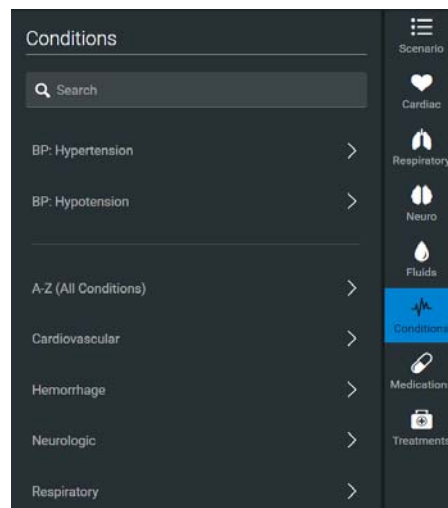 Conditions
Search
BP: Hypertension
BP: Hypotension
A-Z (All Conditions)
Cardiovascular
Hemorrhage
Neurologic
Respiratory
Scenario
Cardiac
Respiratory
Neuro
Fluids
Conditions
Medication
Treatments